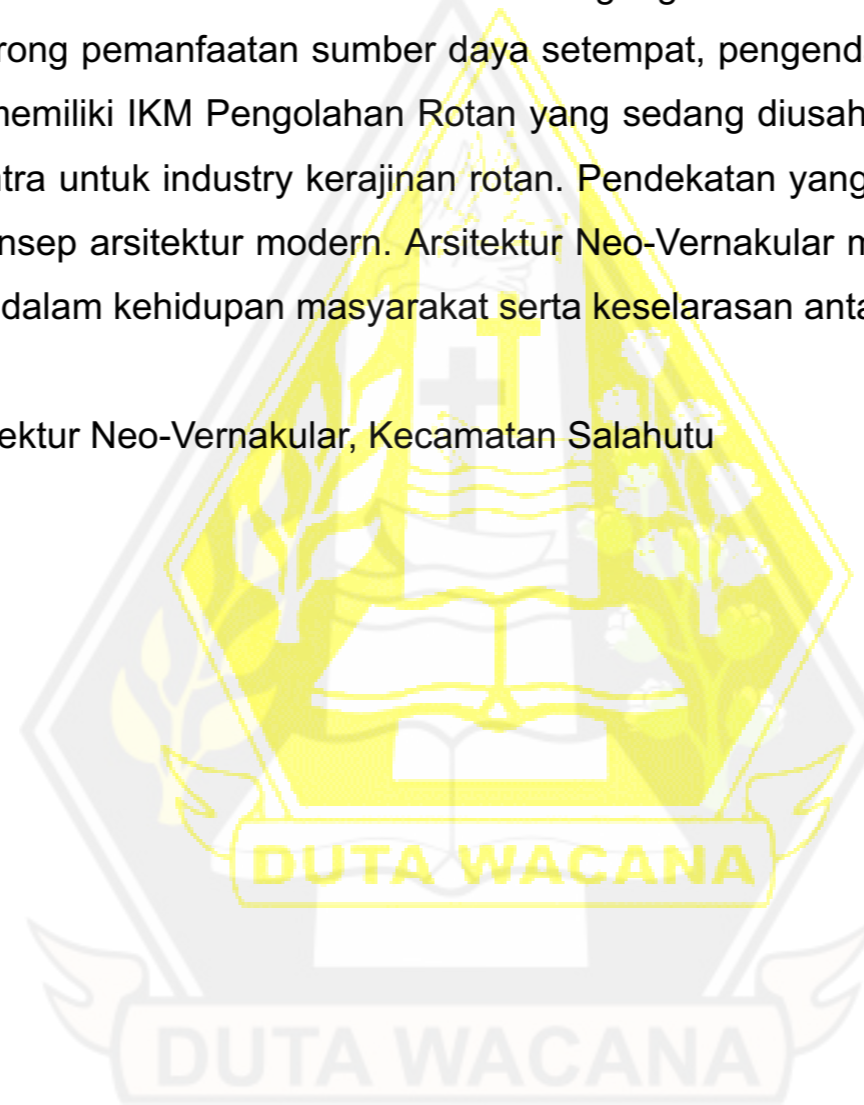 rong pemanfaatan sumber daya setempat, pengend
memiliki IKM Pengolahan Rotan yang sedang diusah
ntra untuk industry kerajinan rotan. Pendekatan yang
nsep arsitektur modern. Arsitektur Neo-Vernakular m
dalam kehidupan masyarakat serta keselarasan anta
ektur Neo-Vernakular, Kecamatan Salahutu
DUTA WACANA
DUTA WACANA